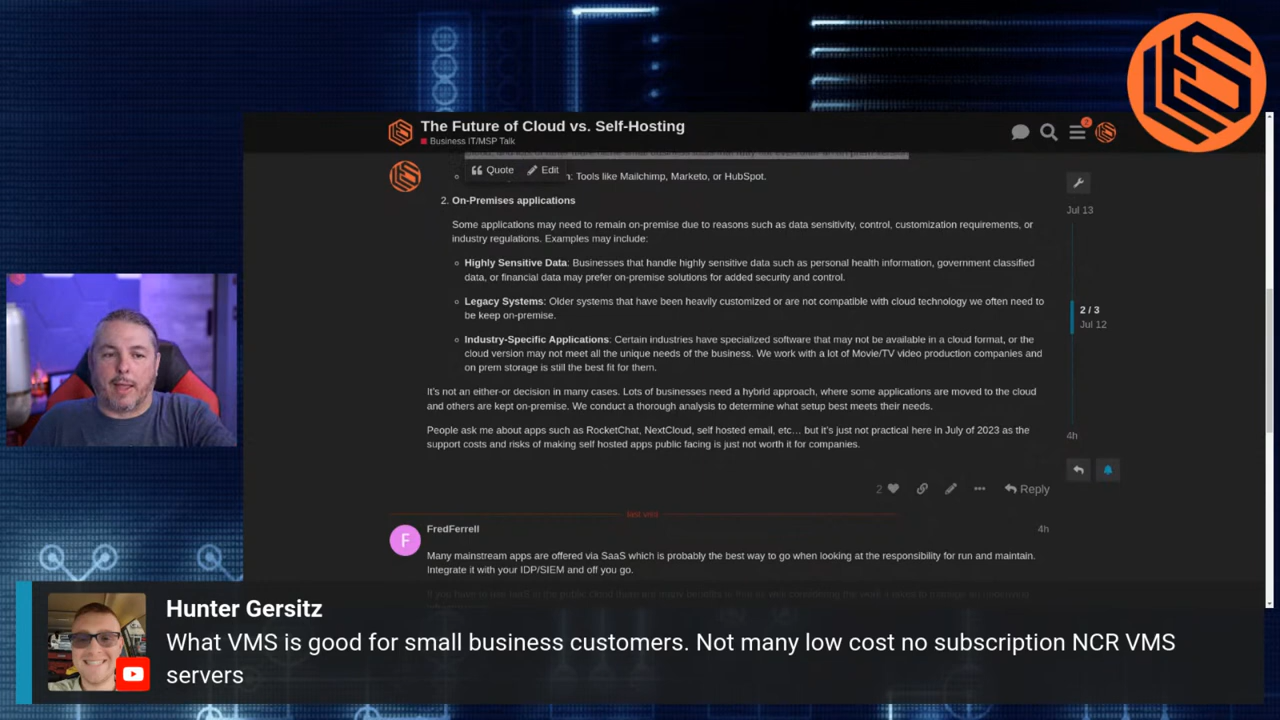 The Future of Cloud vs. Self-Hosting
Business IT/MSP Talk
2
Quote Edit
n: Tools like Mailchimp, Marketo, or HubSpot.
2. On-Premises applications
Some applications may need to remain on-premise due to reasons such as data sensitivity, control, customization requirements, or
industry regulations. Examples may include:
Highly Sensitive Data: Businesses that handle highly sensitive data such as personal health information, government classified
data, or financial data may prefer on-premise solutions for added security and control.
Legacy Systems: Older systems that have been heavily customized or are not compatible with cloud technology we often need to
be keep on-premise.
Industry-Specific Applications: Certain industries have specialized software that may not be available in a cloud format, or the
cloud version may not meet all the unique needs of the business. We work with a lot of Movie/TV video production companies and
on prem storage is still the best fit for them.
It's not an either-or decision in many cases. Lots of businesses need a hybrid approach, where some applications are moved to the cloud
and others are kept on-premise. We conduct a thorough analysis to determine what setup best meets their needs.
People ask me about apps such as RocketChat, NextCloud, self hosted email, etc… but it's just not practical here in July of 2023 as the
support costs and risks of making self hosted apps public facing is just not worth it for companies.
Jul 13
2 / 3
Jul 12
4h
2 Reply
last visit
F
FredFerrell
4h
Many mainstream apps are offered via SaaS which is probably the best way to go when looking at the responsibility for run and maintain.
Integrate it with your IDP/SIEM and off you go.
Hunter Gersitz
What VMS is good for small business customers. Not many low cost no subscription NCR VMS
servers